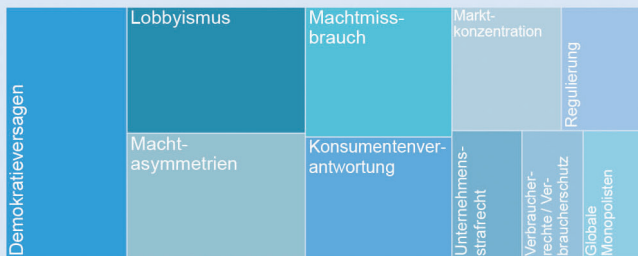 Demokratieversagen
Lobbyismus
Macht-
asymmetrien
Machtmiss-
brauch
Konsumentenver-
antwortung
Markt-
konzentration
Regulierung
Unternehmens-
strafrecht
Verbraucher-
rechte / Ver-
braucherschutz
Globale
Monopolisten